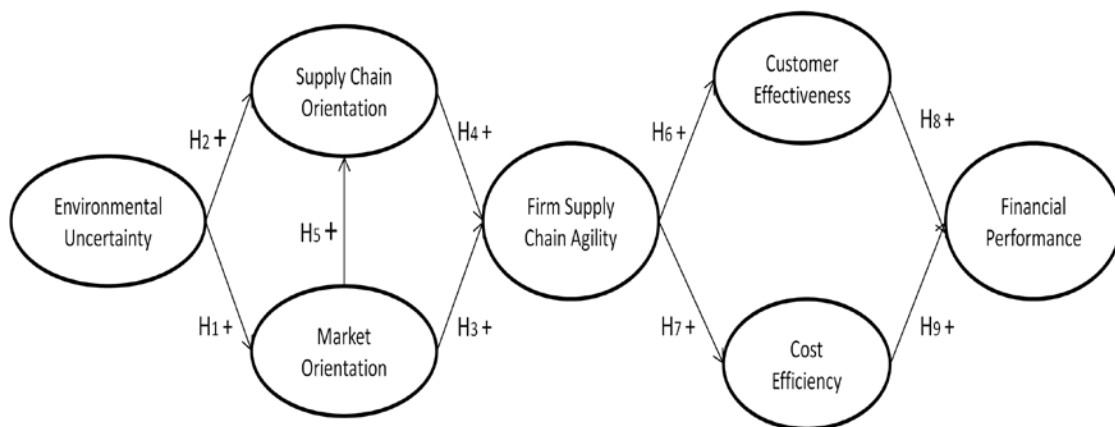 Supply Chain
Orientation
Customer
Effectiveness
H2 +
H4 +
H6 +
H8 +
Environmental
Uncertainty
H5 +
Firm Supply
Chain Agility
Financial
Performance
H1 +
Market
Orientation
H3 +
H7 +
Cost
Efficiency
H9 +